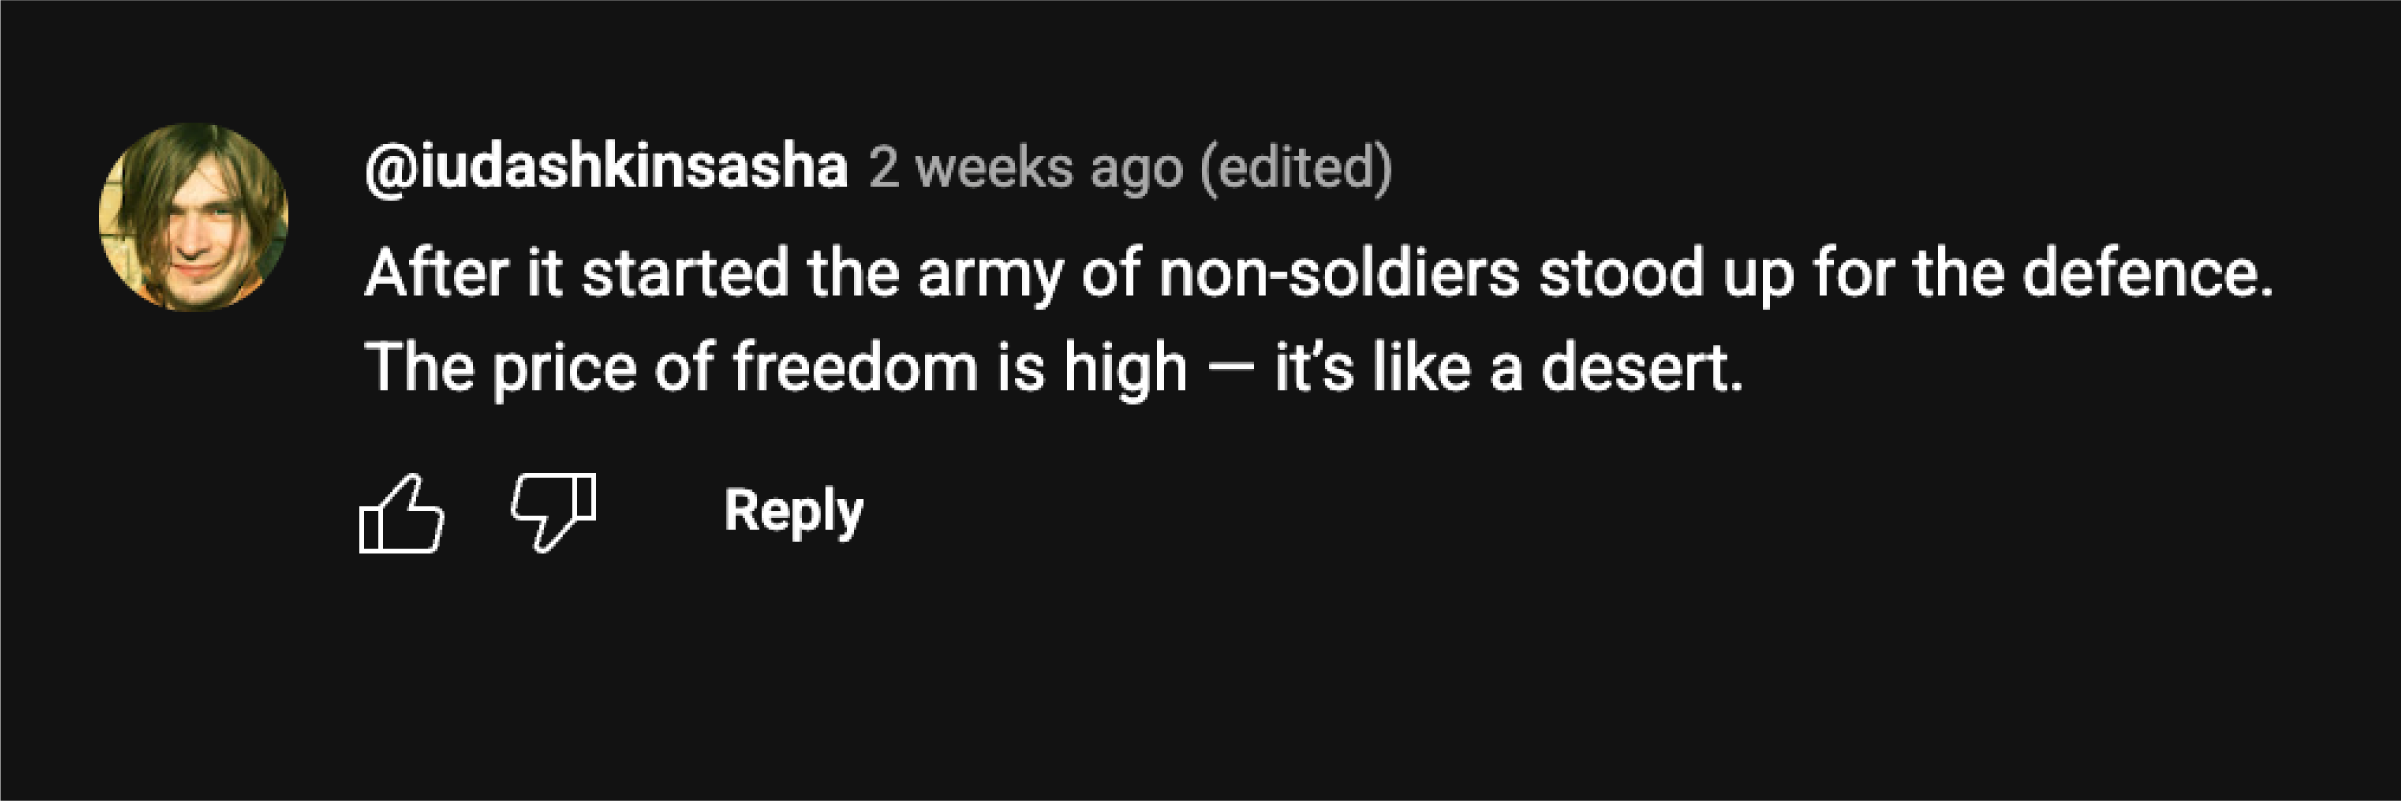 @iudashkinsasha 2 weeks ago (edited)
After it started the army of non-soldiers stood up for the defence.
The price of freedom is high — it’s like a desert.
Reply